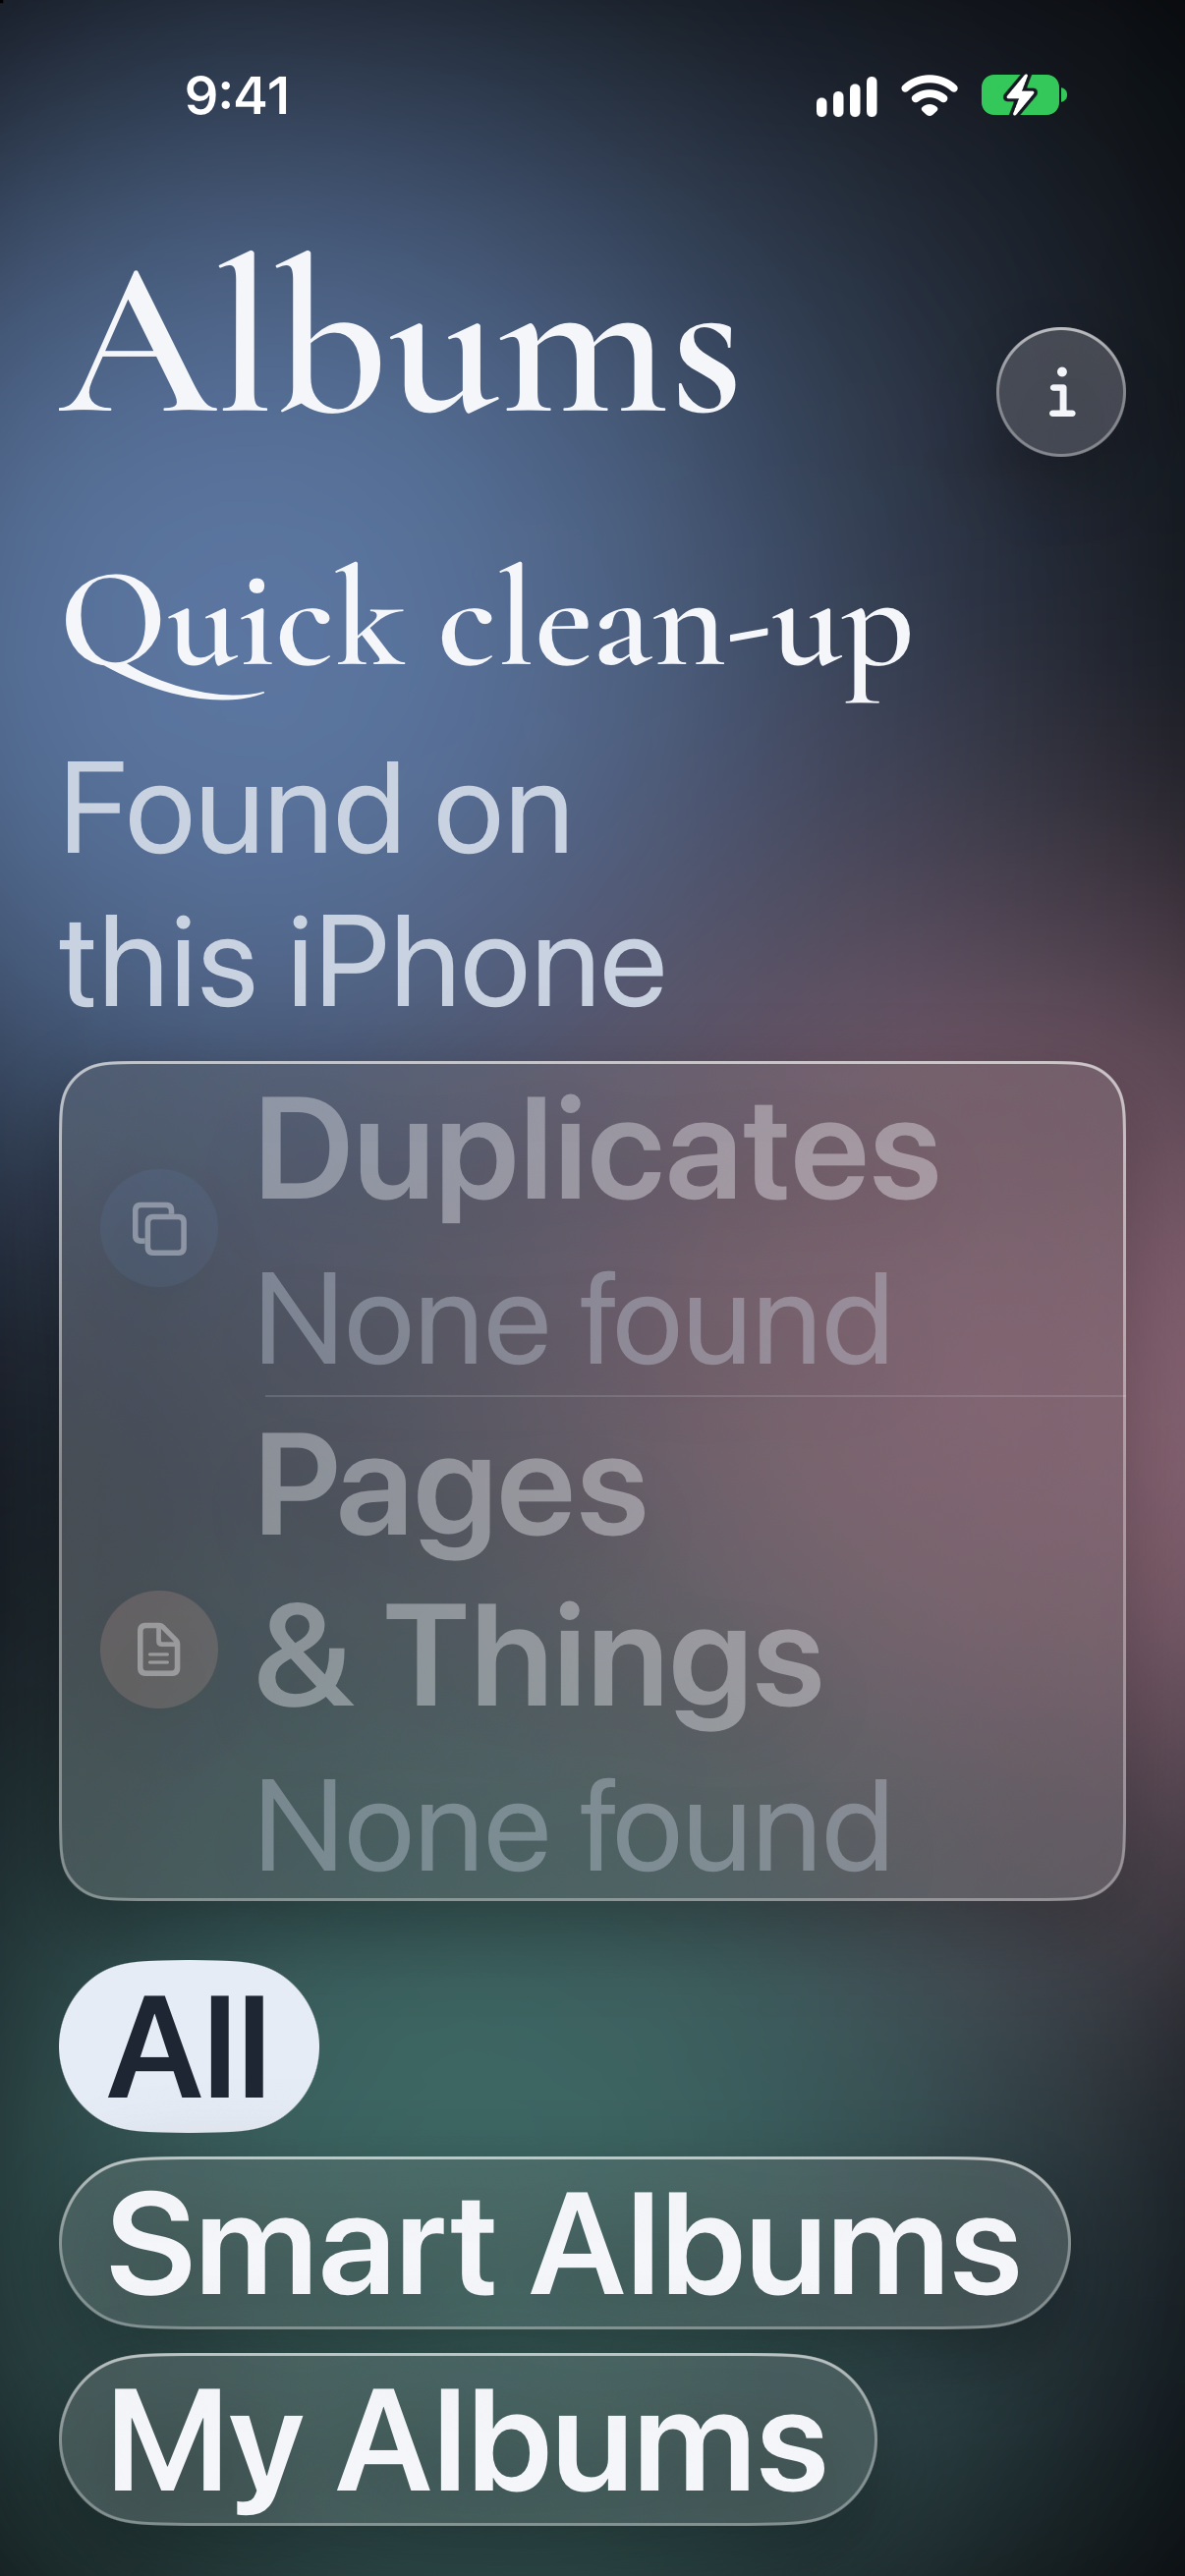 9:41
Albums
i
Quick clean-up
Found on
this iPhone
Duplicates
None found
Pages
& Things
None found
All
Smart Albums
My Albums